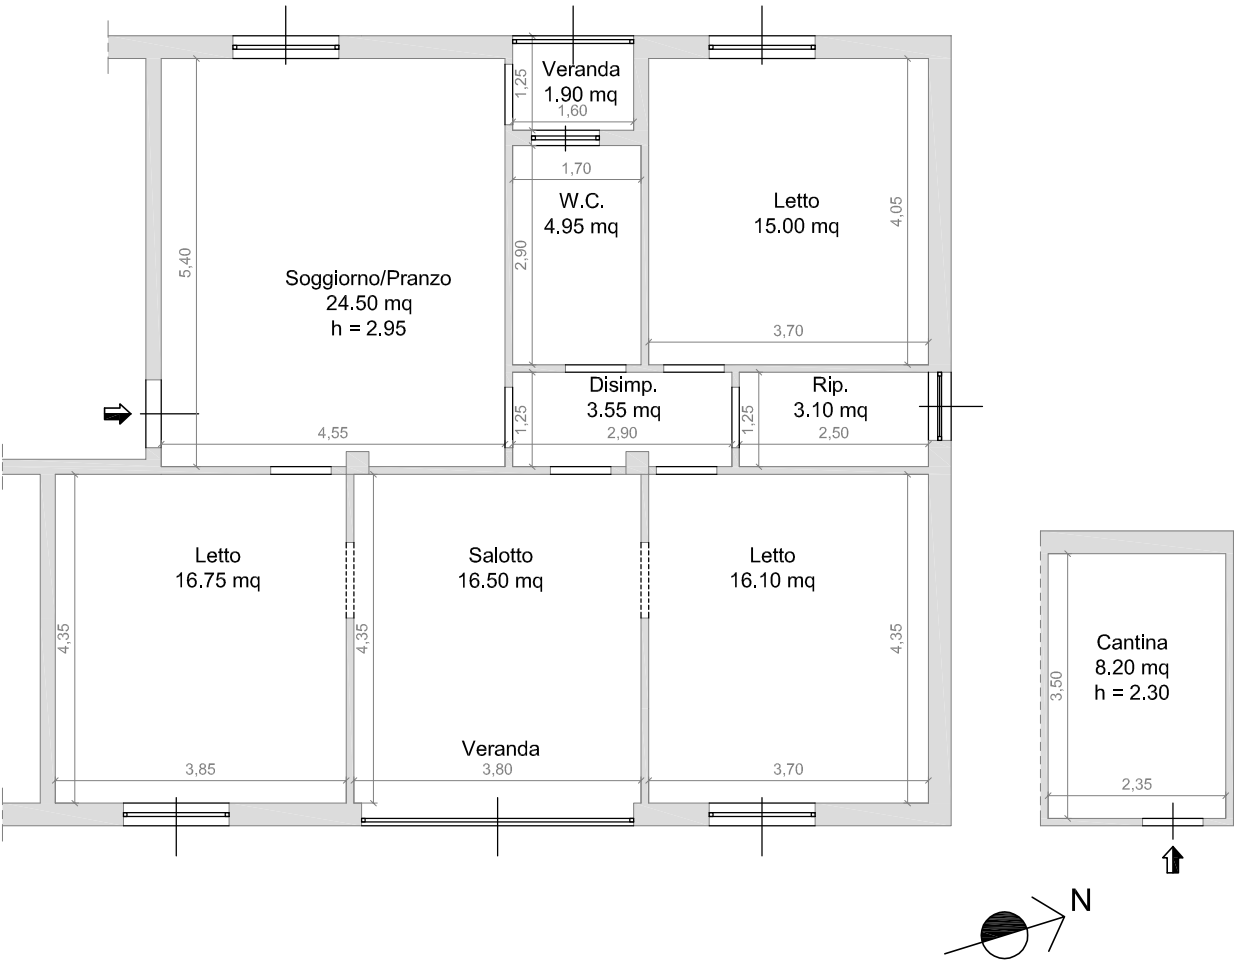 Veranda
1.90 mq
1,25
1,60
1,70
W.C.
4.95 mq
2,90
Letto
15.00 mq
4,05
3,70
5,40
Soggiorno/Pranzo
24.50 mq
h = 2.95
4,55
Disimp.
3.55 mq
1,25
2,90
Rip.
3.10 mq
1,25
2,50
Letto
16.75 mq
4,35
3,85
Salotto
16.50 mq
4,35
Veranda
3,80
Letto
16.10 mq
4,35
3,70
Cantina
8.20 mq
h = 2.30
3,50
2,35
N